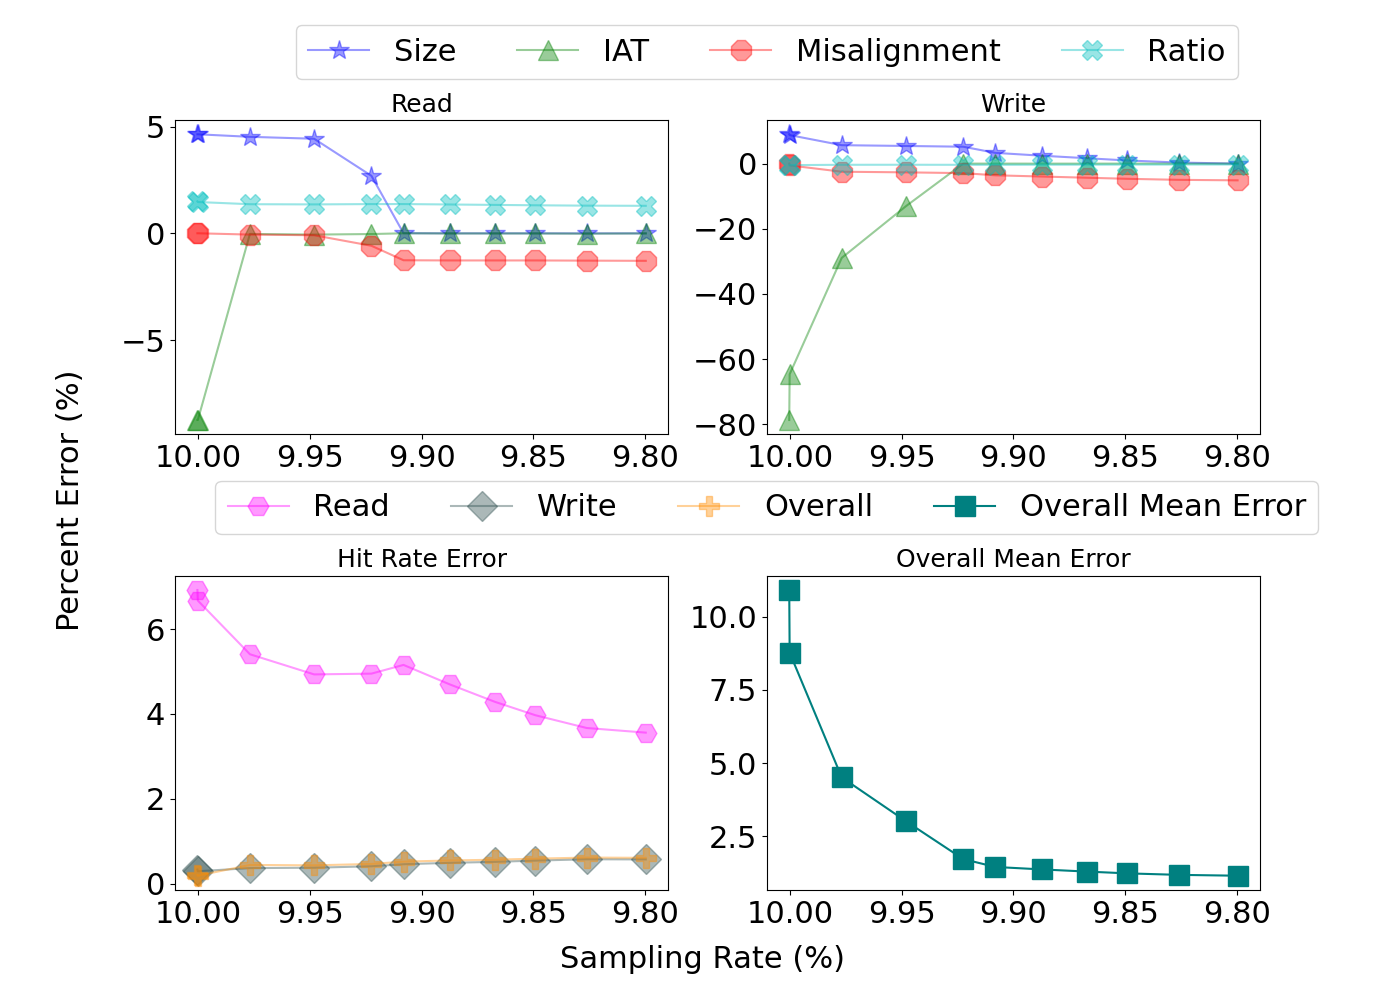 Size IAT Misalignment Ratio
Read Write
5
0
−5
0
−20
−40
−60
−80
10.00 9.95 9.90 9.85 9.80
10.00 9.95 9.90 9.85 9.80
Percent Error (%)
Read Write Overall Overall Mean Error
Hit Rate Error Overall Mean Error
6
4
2
0
10.0
7.5
5.0
2.5
10.00 9.95 9.90 9.85 9.80
10.00 9.95 9.90 9.85 9.80
Sampling Rate (%)